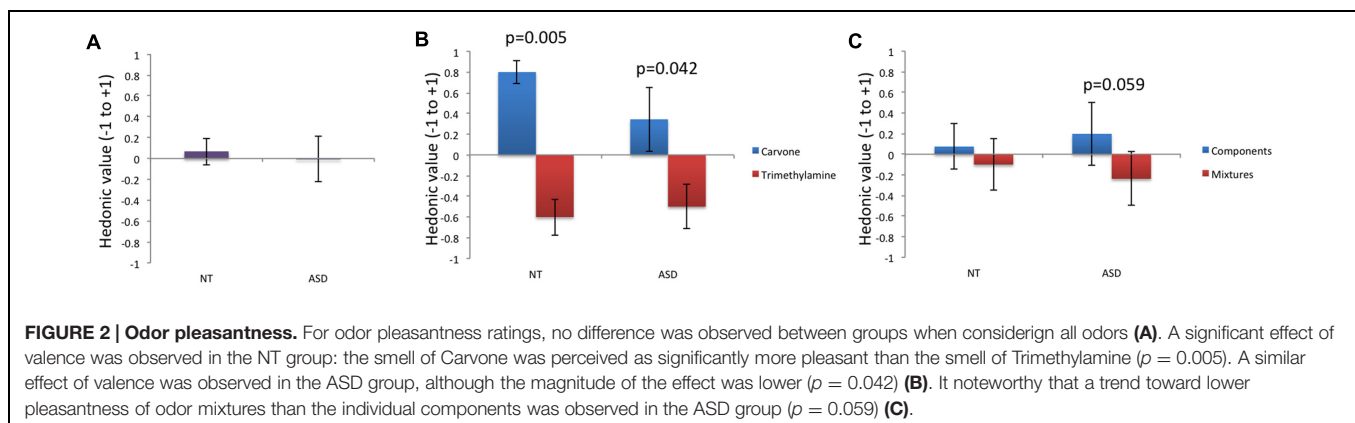 A
Hedonic value (-1 to +1)
1
0.8
0.6
0.4
0.2
0
-0.2
-0.4
-0.6
-0.8
-1
NT
ASD
B
p=0.005
p=0.042
Hedonic value (-1 to +1)
1
0.8
0.6
0.4
0.2
0
-0.2
-0.4
-0.6
-0.8
-1
NT
ASD
Carvone
Trimethylamine
C
p=0.059
Hedonic value (-1 to +1)
1
0.8
0.6
0.4
0.2
0
-0.2
-0.4
-0.6
-0.8
-1
NT
ASD
Components
Mixtures
FIGURE 2 | Odor pleasantness. For odor pleasantness ratings, no difference was observed between groups when considerign all odors (A). A significant effect of
valence was observed in the NT group: the smell of Carvone was perceived as significantly more pleasant than the smell of Trimethylamine (p = 0.005). A similar
effect of valence was observed in the ASD group, although the magnitude of the effect was lower (p = 0.042) (B). It noteworthy that a trend toward lower
pleasantness of odor mixtures than the individual components was observed in the ASD group (p = 0.059) (C).